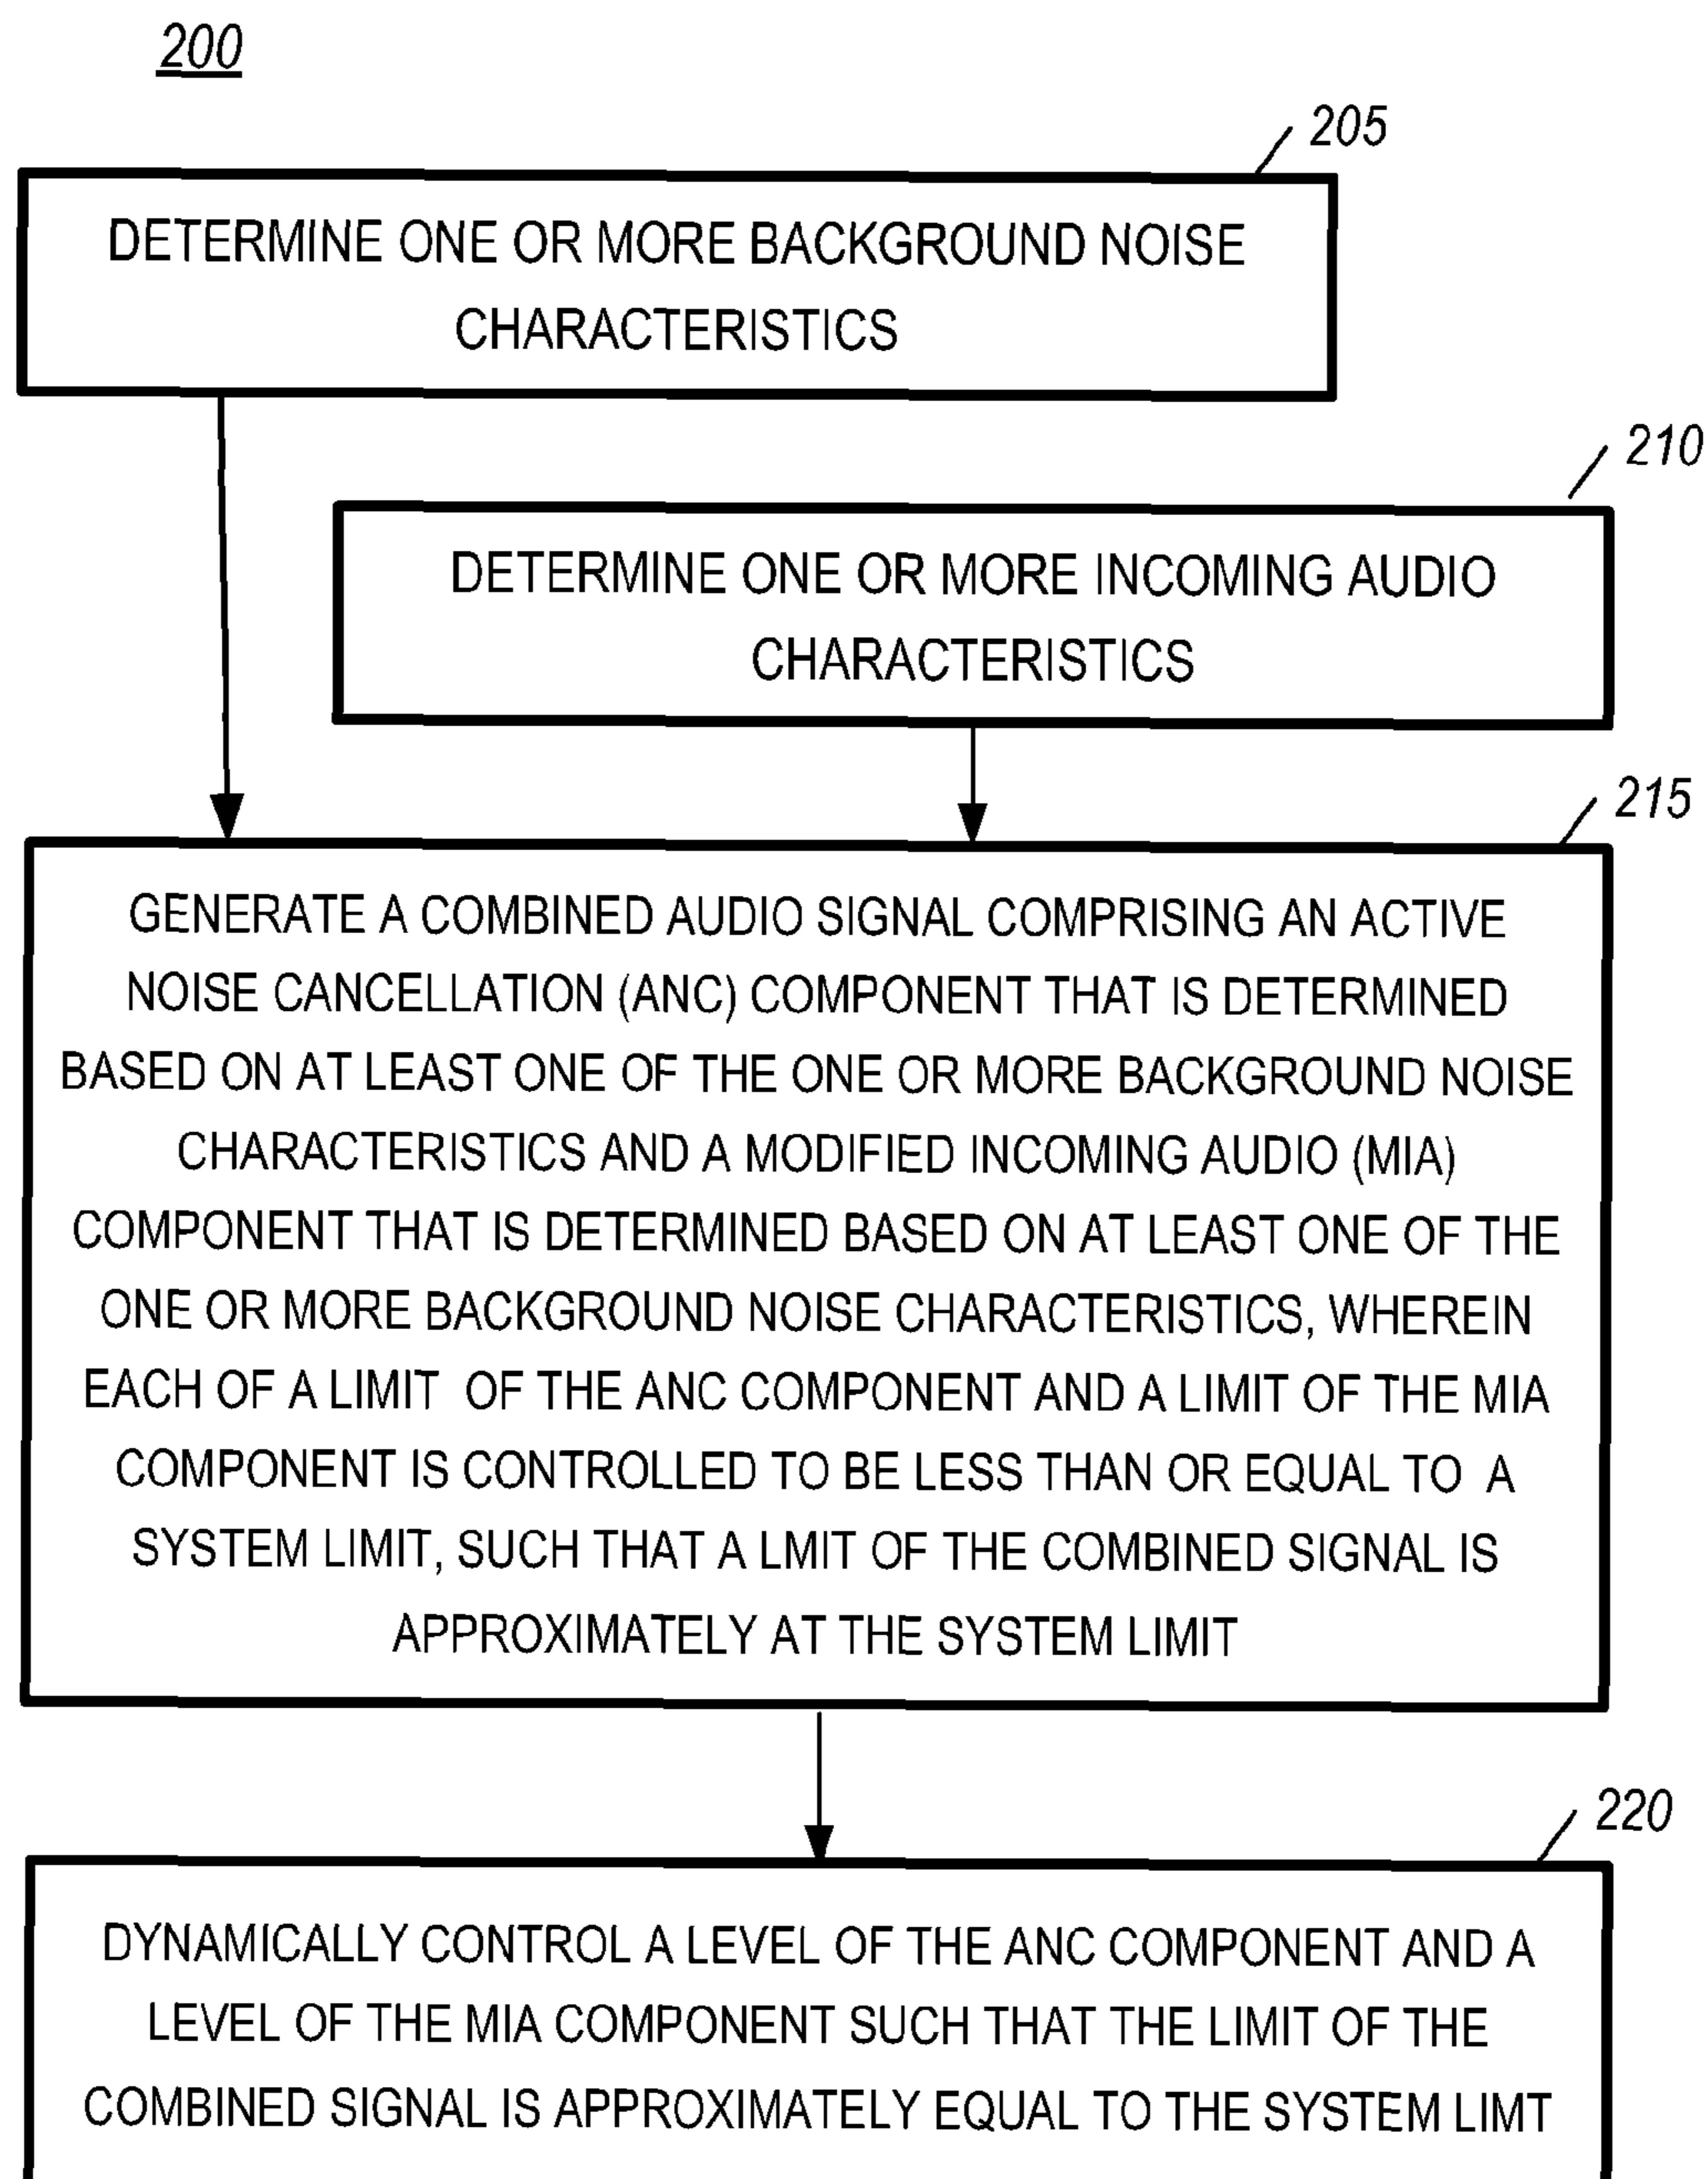 200
205
DETERMINE ONE OR MORE BACKGROUND NOISE
CHARACTERISTICS
210
DETERMINE ONE OR MORE INCOMING AUDIO
CHARACTERISTICS
215
GENERATE A COMBINED AUDIO SIGNAL COMPRISING AN ACTIVE
NOISE CANCELLATION (ANC) COMPONENT THAT IS DETERMINED
BASED ON AT LEAST ONE OF THE ONE OR MORE BACKGROUND NOISE
CHARACTERISTICS AND A MODIFIED INCOMING AUDIO (MIA)
COMPONENT THAT IS DETERMINED BASED ON AT LEAST ONE OF THE
ONE OR MORE BACKGROUND NOISE CHARACTERISTICS, WHEREIN
EACH OF A LIMIT OF THE ANC COMPONENT AND A LIMIT OF THE MIA
COMPONENT IS CONTROLLED TO BE LESS THAN OR EQUAL TO A
SYSTEM LIMIT, SUCH THAT A LMIT OF THE COMBINED SIGNAL IS
APPROXIMATELY AT THE SYSTEM LIMIT
220
DYNAMICALLY CONTROL A LEVEL OF THE ANC COMPONENT AND A
LEVEL OF THE MIA COMPONENT SUCH THAT THE LIMIT OF THE
COMBINED SIGNAL IS APPROXIMATELY EQUAL TO THE SYSTEM LIMT